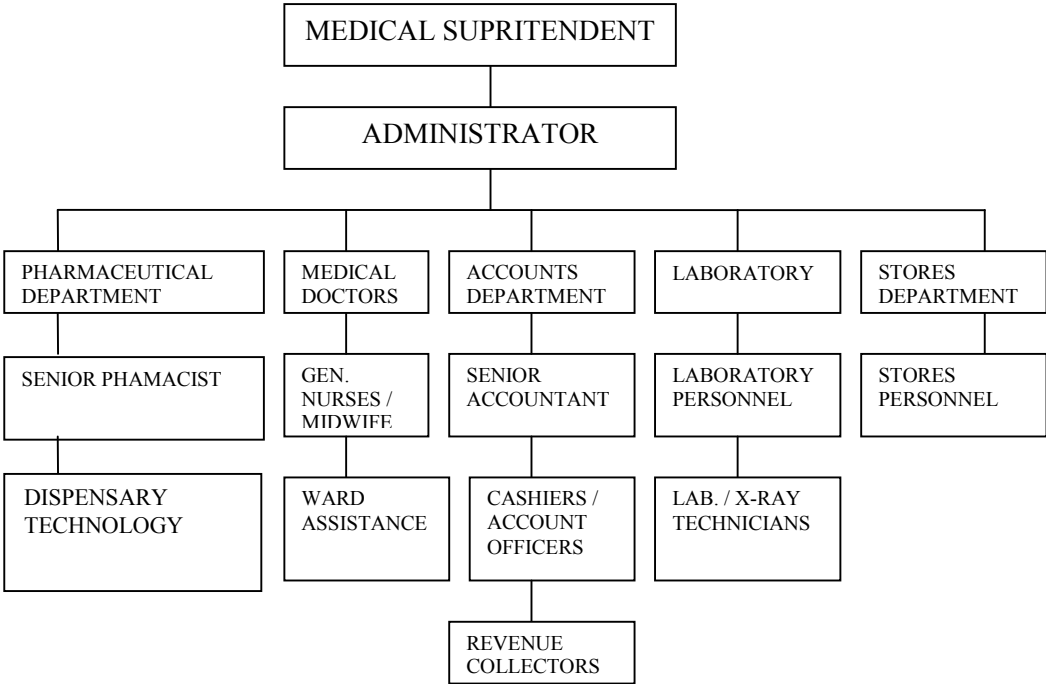 MEDICAL SUPRITENDENT
ADMINISTRATOR
PHARMACEUTICAL
DEPARTMENT
MEDICAL
DOCTORS
ACCOUNTS
DEPARTMENT
LABORATORY
STORES
DEPARTMENT
SENIOR PHAMACIST
GEN.
NURSES /
MIDWIFE
SENIOR
ACCOUNTANT
LABORATORY
PERSONNEL
STORES
PERSONNEL
DISPENSARY
TECHNOLOGY
WARD
ASSISTANCE
CASHIERS /
ACCOUNT
OFFICERS
LAB. / X-RAY
TECHNICIANS
REVENUE
COLLECTORS